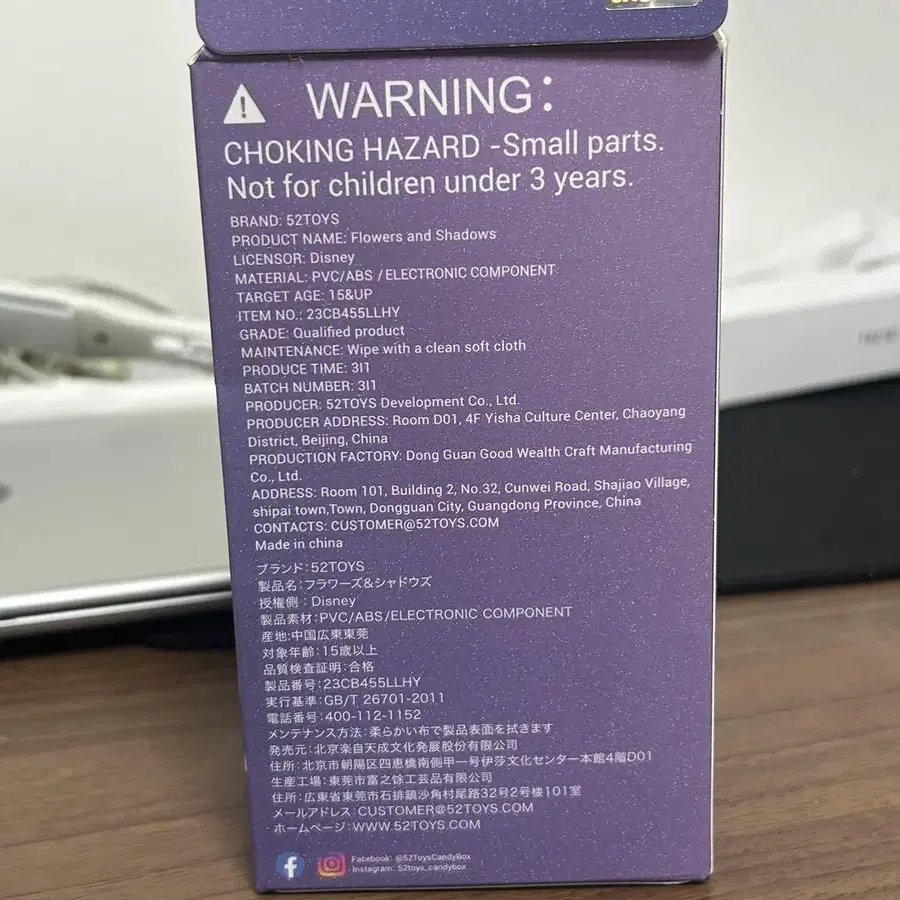 WARNING:
CHOKING HAZARD -Small parts.
Not for children under 3 years.
BRAND: 52TOYS
PRODUCT NAME: Flowers and Shadows
LICENSOR: Disney
MATERIAL: PVC/ABS /ELECTRONIC COMPONENT
TARGET AGE: 15&UP
ITEM NO.: 23CB455LLHY
GRADE: Qualified product
MAINTENANCE: Wipe with a clean soft cloth
PRODUCE TIME: 3I1
BATCH NUMBER: 3I1
PRODUCER: 52TOYS Development Co., Ltd.
PRODUCER ADDRESS: Room D01, 4F Yisha Culture Center, Chaoyang
District, Beijing, China
PRODUCTION FACTORY: Dong Guan Good Wealth Craft Manufacturing
Co., Ltd.
ADDRESS: Room 101, Building 2, No.32, Cunwei Road, Shajiao Village,
shipai town,Town, Dongguan City, Guangdong Province, China
CONTACTS: CUSTOMER@52TOYS.COM
Made in china
ブランド:52TOYS
製品名:フラワーズ&シャドウズ
授権側:Disney
製品素材:PVC/ABS/ELECTRONIC COMPONENT
産地:中国広東東莞
対象年齢:15歳以上
品質検査証明:合格
製品番号:23CB455LLHY
実行基準:GB/T 26701-2011
電話番号:400-112-1152
メンテナンス方法:柔らかい布で製品表面を拭きます
発売元:北京楽自天成文化発展股份有限公司
住所:北京市朝陽区四恵橋南側甲一号伊莎文化センター本館4階D01
生産工場:東莞市富之馀工芸品有限公司
住所:広東省東莞市石排鎮沙角村尾路32号2号楼101室
メールアドレス:CUSTOMER@52TOYS.COM
ホームページ:WWW.52TOYS.COM
Facebook: @52ToysCandyBox
Instagram: 52toys_candybox